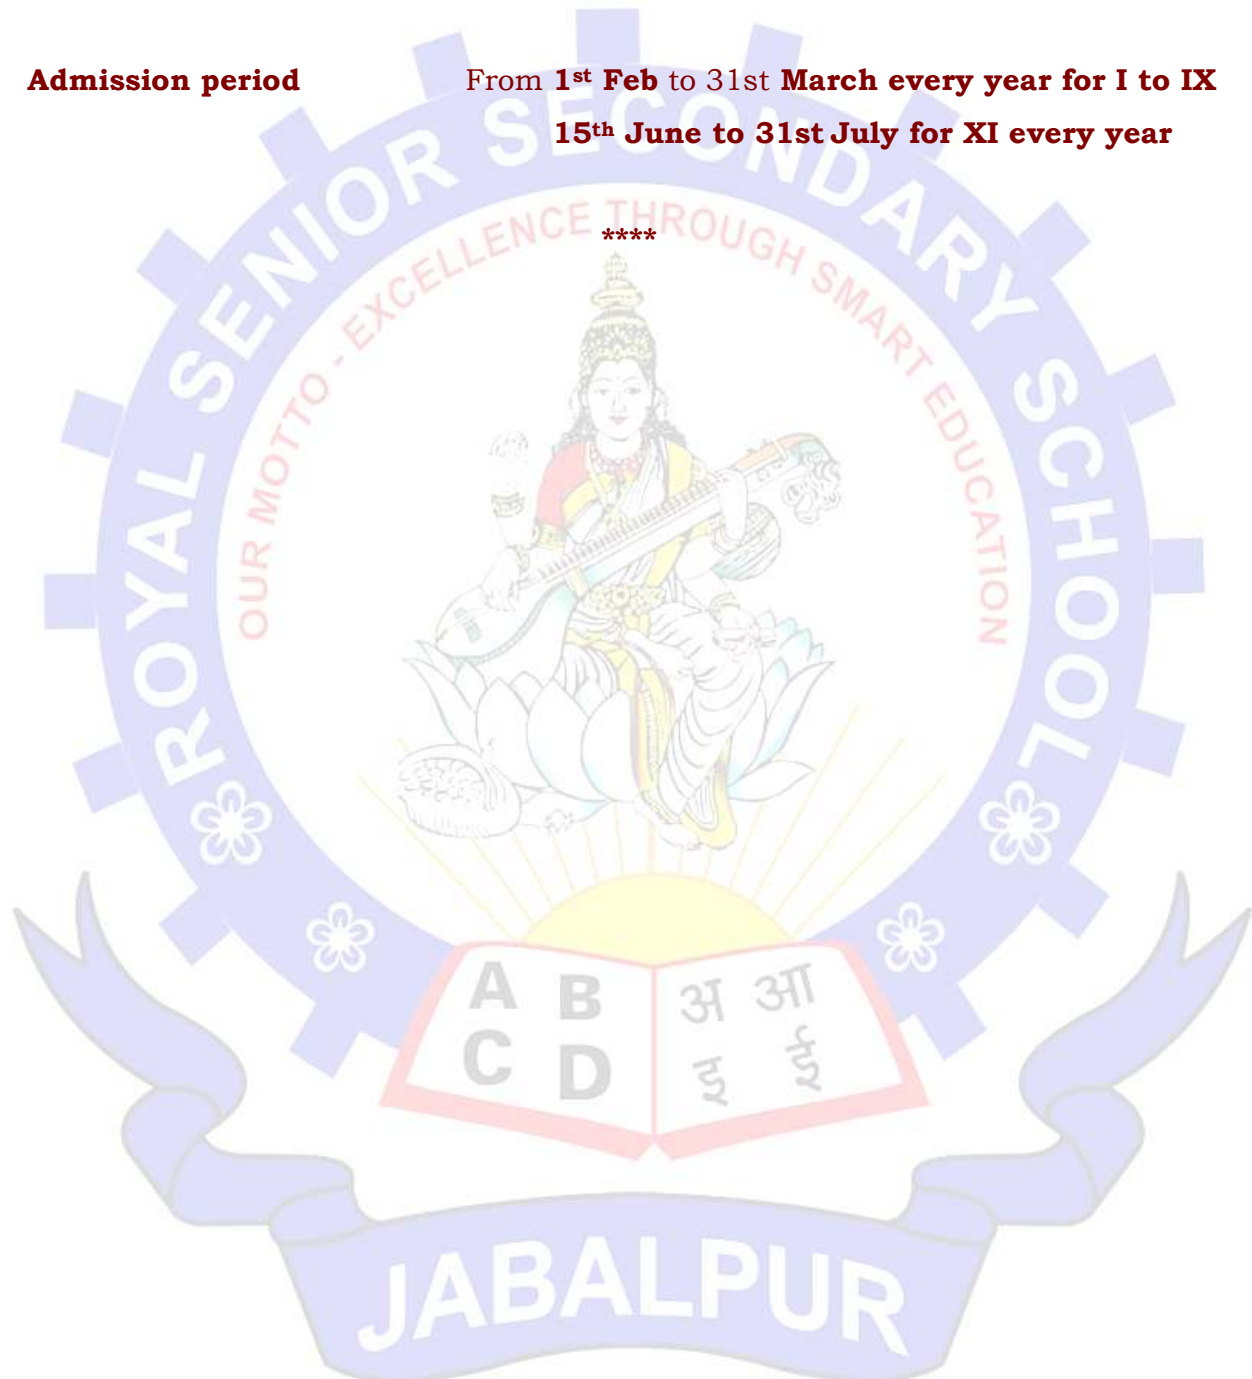 Admission period From 1st Feb to 31st March every year for I to IX
15th June to 31st July for XI every year
****
ROYAL SENIOR SECONDARY SCHOOL
OUR MOTTO - EXCELLENCE THROUGH SMART EDUCATION
A B अ आ
C D इ ई
JABALPUR